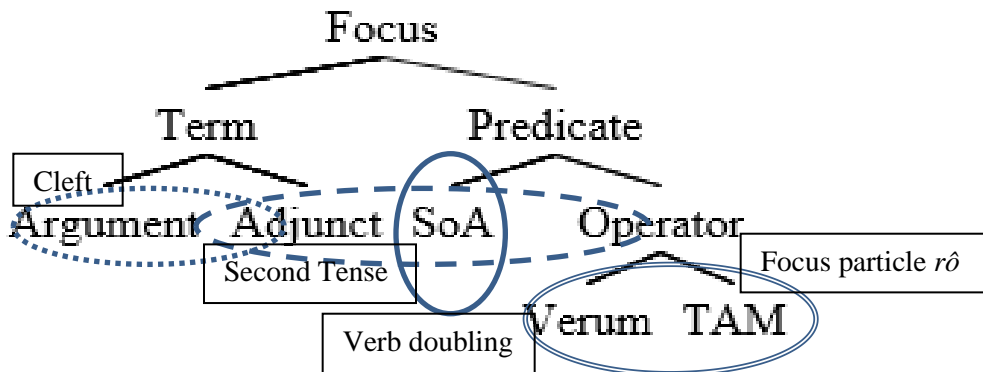 Focus
Term Predicate
Cleft
Argument Adjunct SoA Operator
Second Tense
Focus particle rô
Verum TAM
Verb doubling